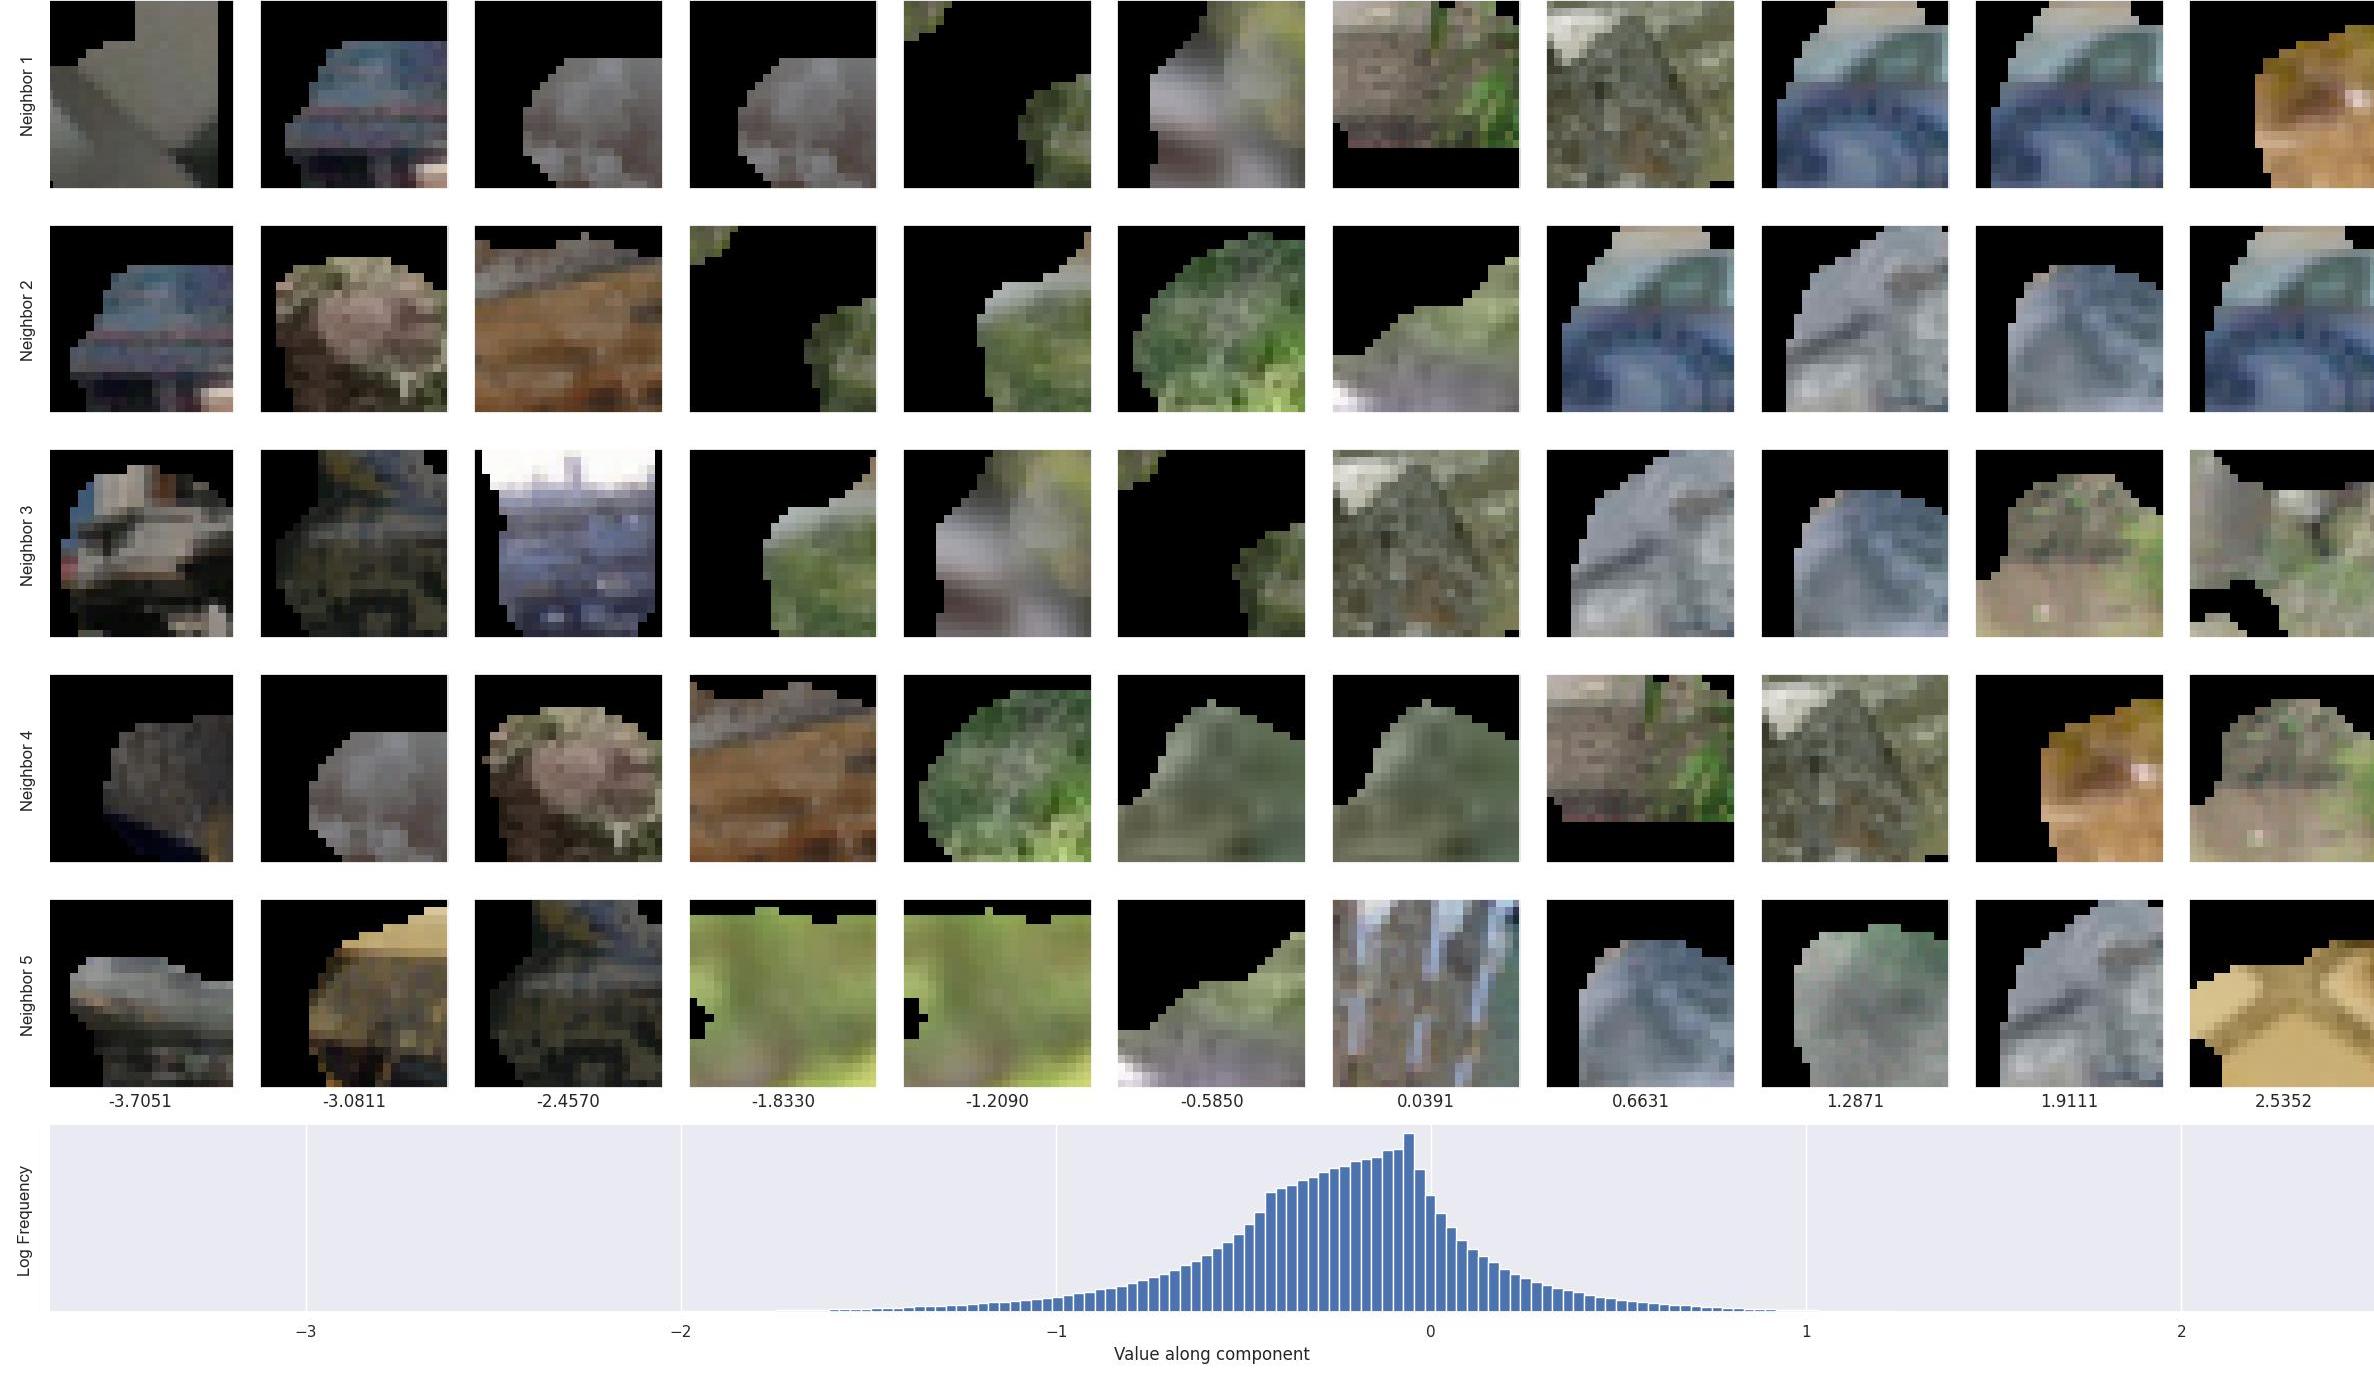 Neighbor 1
Neighbor 2
Neighbor 3
Neighbor 4
Neighbor 5
-3.7051 -3.0811 -2.4570 -1.8330 -1.2090 -0.5850 0.0391 0.6631 1.2871 1.9111 2.5352
Log Frequency
−3 −2 −1 0 1 2
Value along component